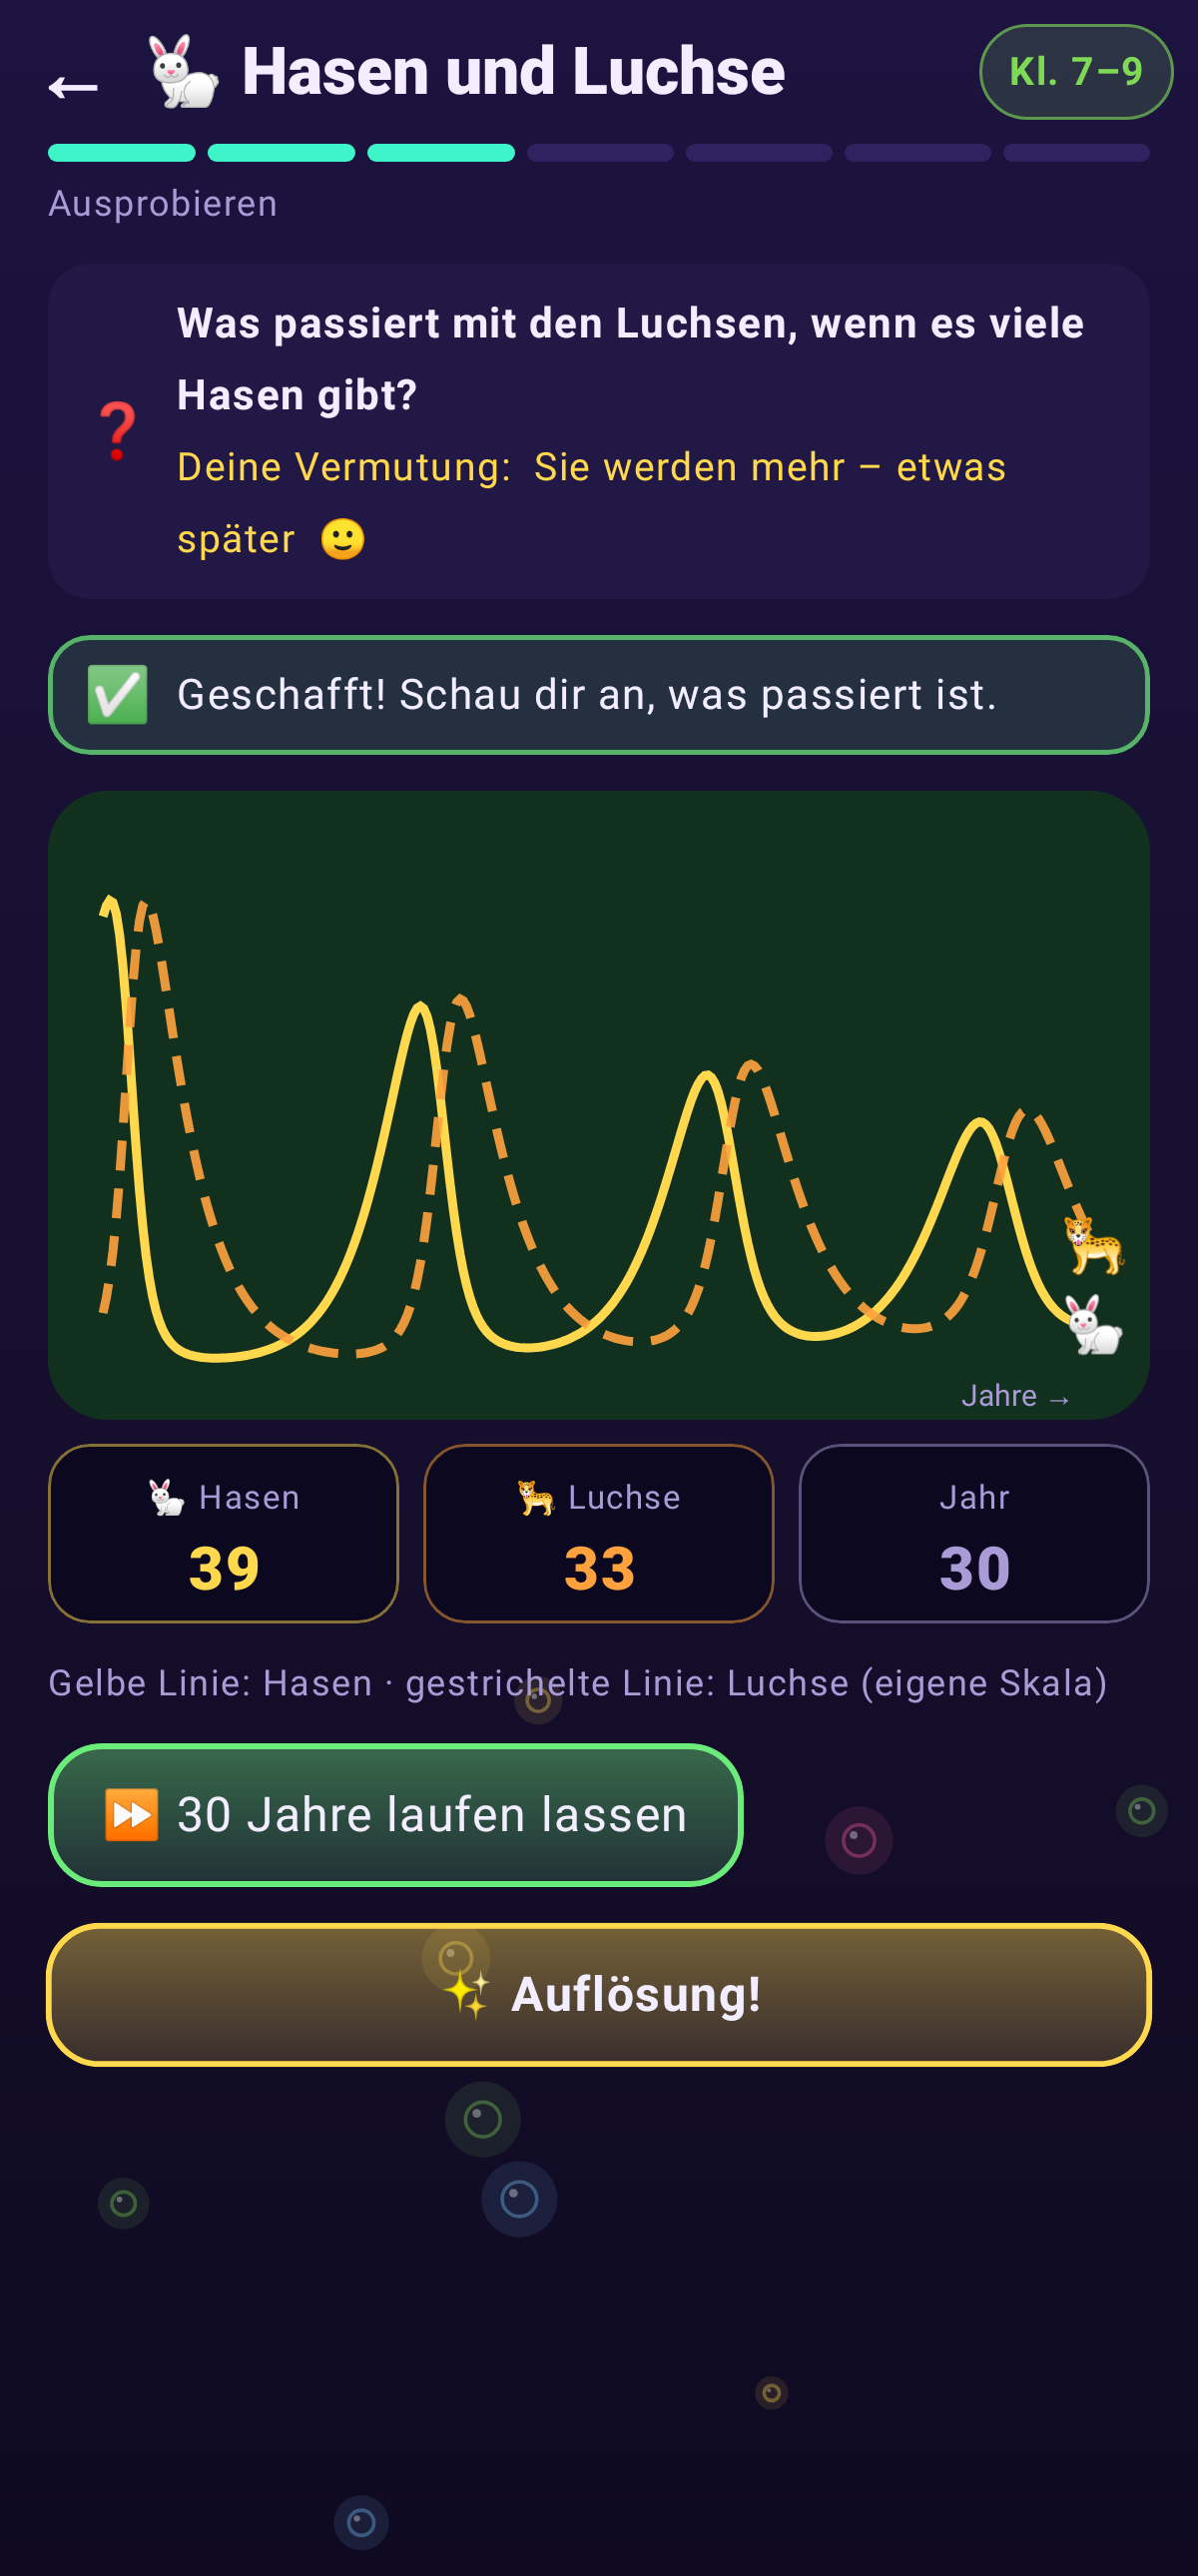 ← 🐇 Hasen und Luchse
Kl. 7–9
Ausprobieren
❓
Was passiert mit den Luchsen, wenn es viele
Hasen gibt?
Deine Vermutung: Sie werden mehr – etwas
später 🙂
✅ Geschafft! Schau dir an, was passiert ist.
Jahre →
🐇 Hasen
39
🐆 Luchse
33
Jahr
30
Gelbe Linie: Hasen · gestrichelte Linie: Luchse (eigene Skala)
⏩ 30 Jahre laufen lassen
✨ Auflösung!